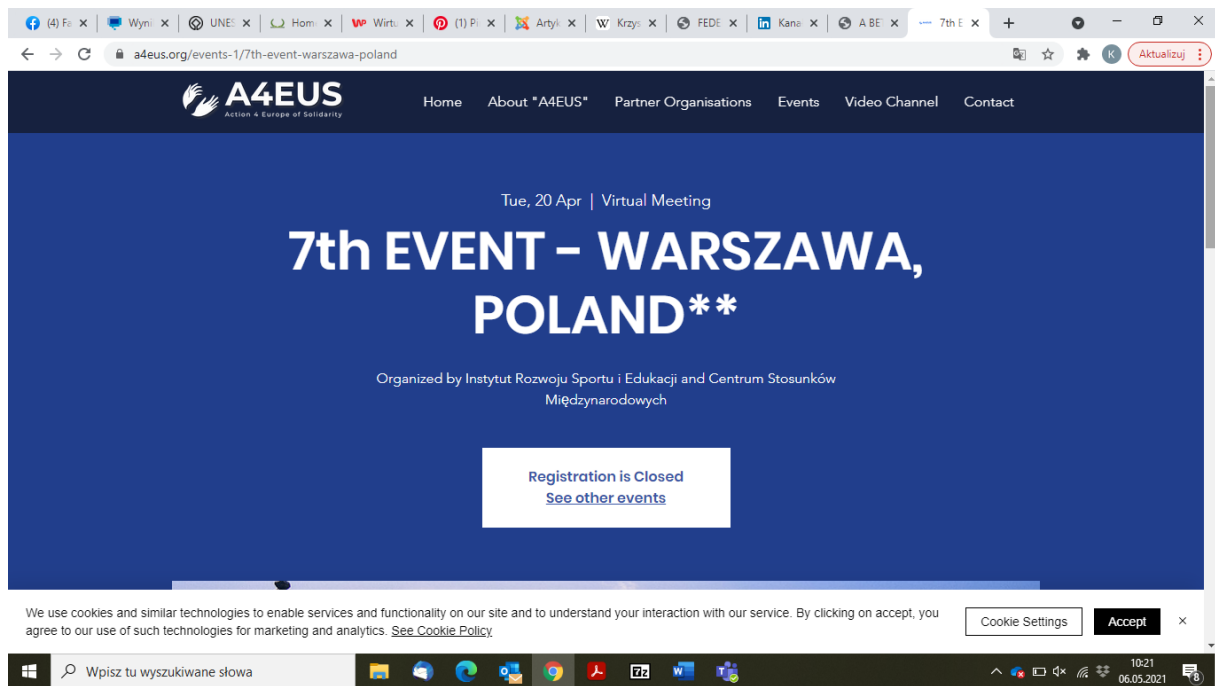 (4) Fa
Wyni
UNES
Hom
Wirtu
(1) Pi
Artyk
Krzys
FEDE
Kana
A BET
7th E
a4eus.org/events-1/7th-event-warszawa-poland
K
Aktualizuj
A4EUS
Action 4 Europe of Solidarity
Home
About "A4EUS"
Partner Organisations
Events
Video Channel
Contact
Tue, 20 Apr | Virtual Meeting
7th EVENT – WARSZAWA,
POLAND**
Organized by Instytut Rozwoju Sportu i Edukacji and Centrum Stosunków
Międzynarodowych
Registration is Closed
See other events
We use cookies and similar technologies to enable services and functionality on our site and to understand your interaction with our service. By clicking on accept, you
agree to our use of such technologies for marketing and analytics. See Cookie Policy
Cookie Settings
Accept
Wpisz tu wyszukiwane słowa
10:21
06.05.2021
8